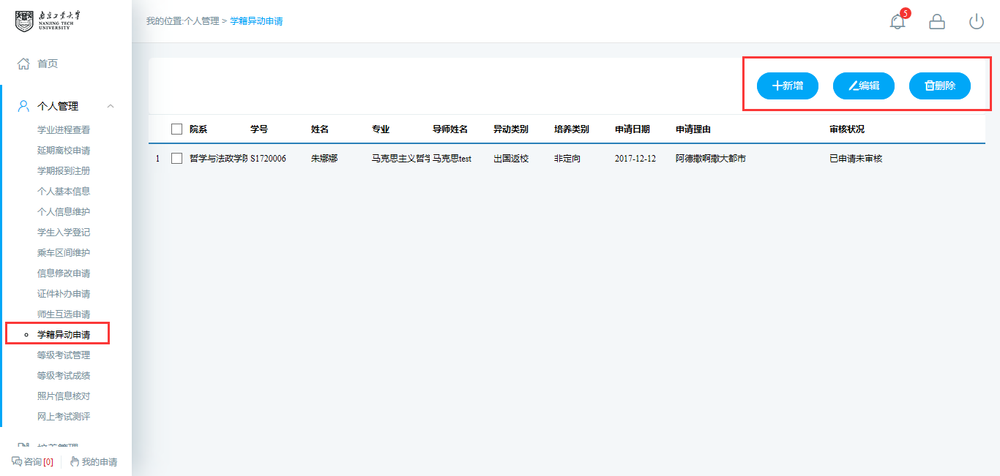 南京工业大学
NANJING TECH
UNIVERSITY
我的位置:个人管理 > 学籍异动申请
5
首页
个人管理
学业进程查看
延期离校申请
学期报到注册
个人基本信息
个人信息维护
学生入学登记
乘车区间维护
信息修改申请
证件补办申请
师生互选申请
学籍异动申请
等级考试管理
等级考试成绩
照片信息核对
网上考试测评
培养管理
咨询[0] 我的申请
新增 编辑 删除
院系 学号 姓名 专业 导师姓名 异动类别 培养类别 申请日期 申请理由 审核状况
1 哲学与法政学院 S1720006 朱娜娜 马克思主义哲学 马克思test 出国返校 非定向 2017-12-12 阿德撒啊撒大都市 已申请未审核